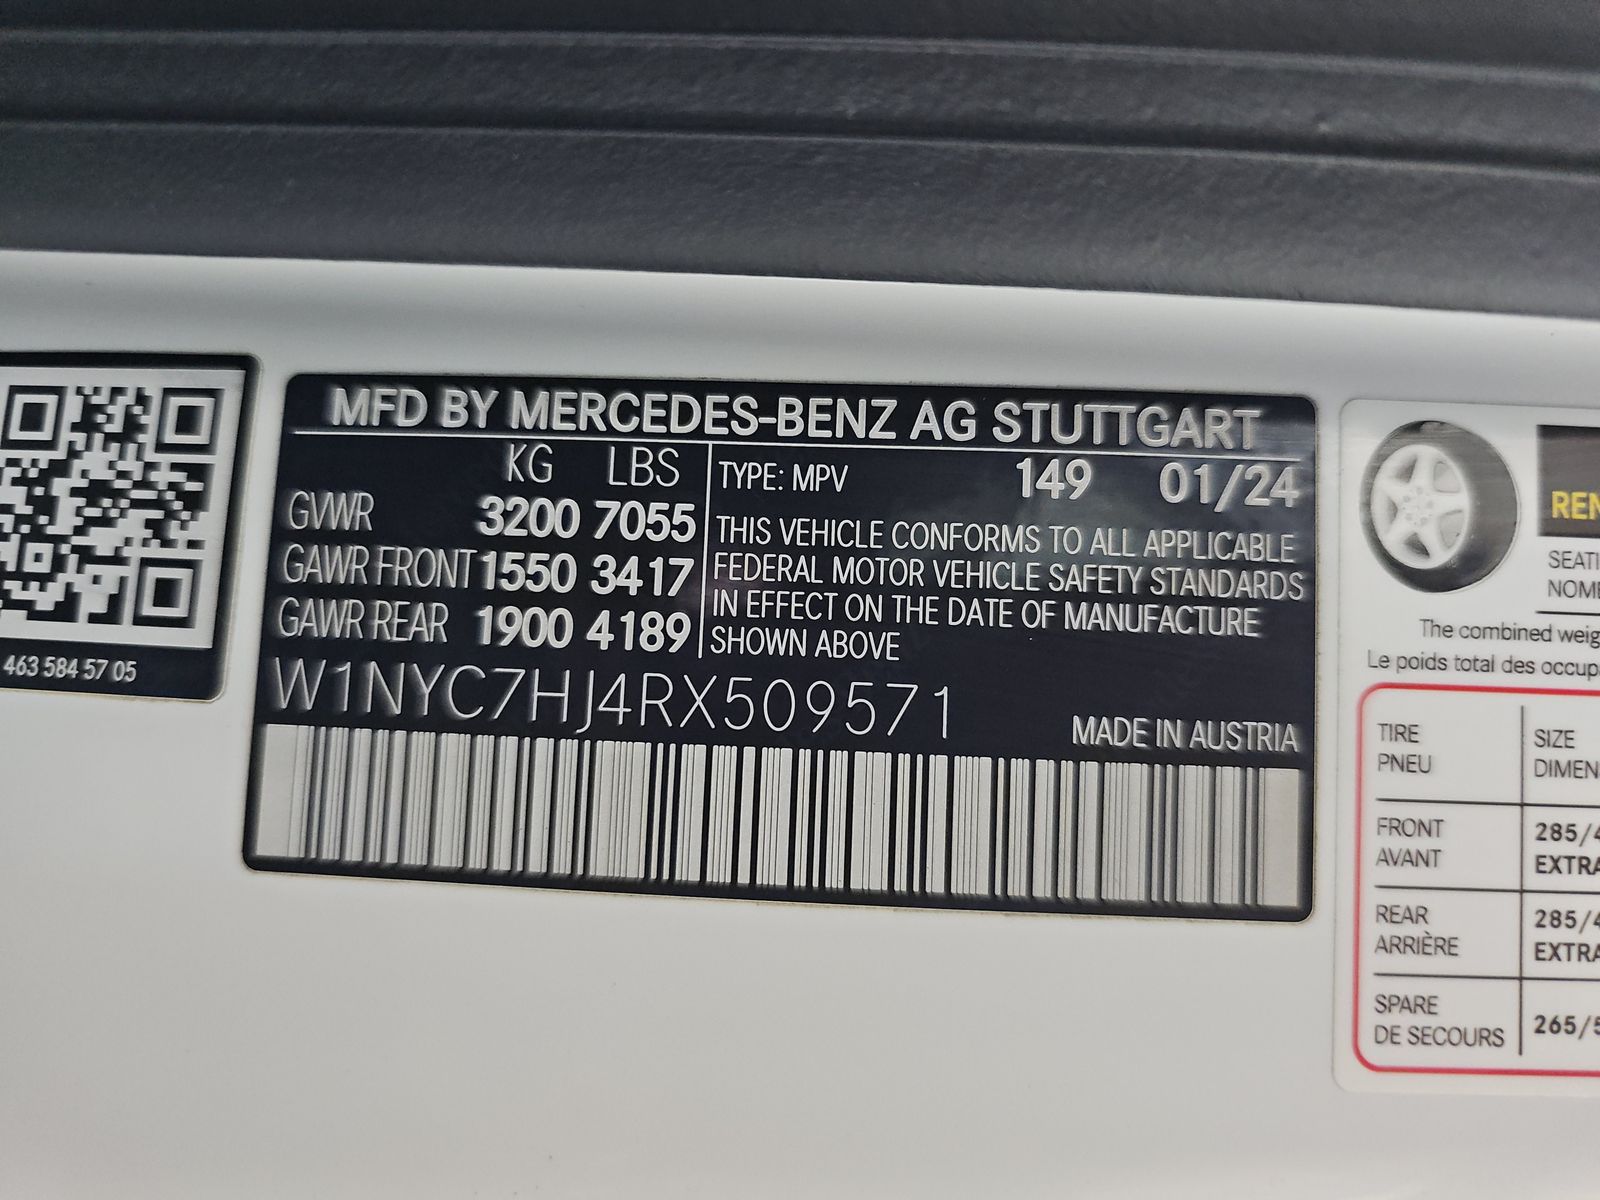 463 584 57 05
MFD BY MERCEDES-BENZ AG STUTTGART
KG LBS
GVWR 3200 7055
GAWR FRONT 1550 3417
GAWR REAR 1900 4189
TYPE: MPV 149 01/24
THIS VEHICLE CONFORMS TO ALL APPLICABLE
FEDERAL MOTOR VEHICLE SAFETY STANDARDS
IN EFFECT ON THE DATE OF MANUFACTURE
SHOWN ABOVE
W1NYC7HJ4RX509571
MADE IN AUSTRIA
The combined
Le poids total des
TIRE SIZE
PNEU
FRONT
AVANT
REAR
ARRIÈRE
SPARE
DE SECOURS